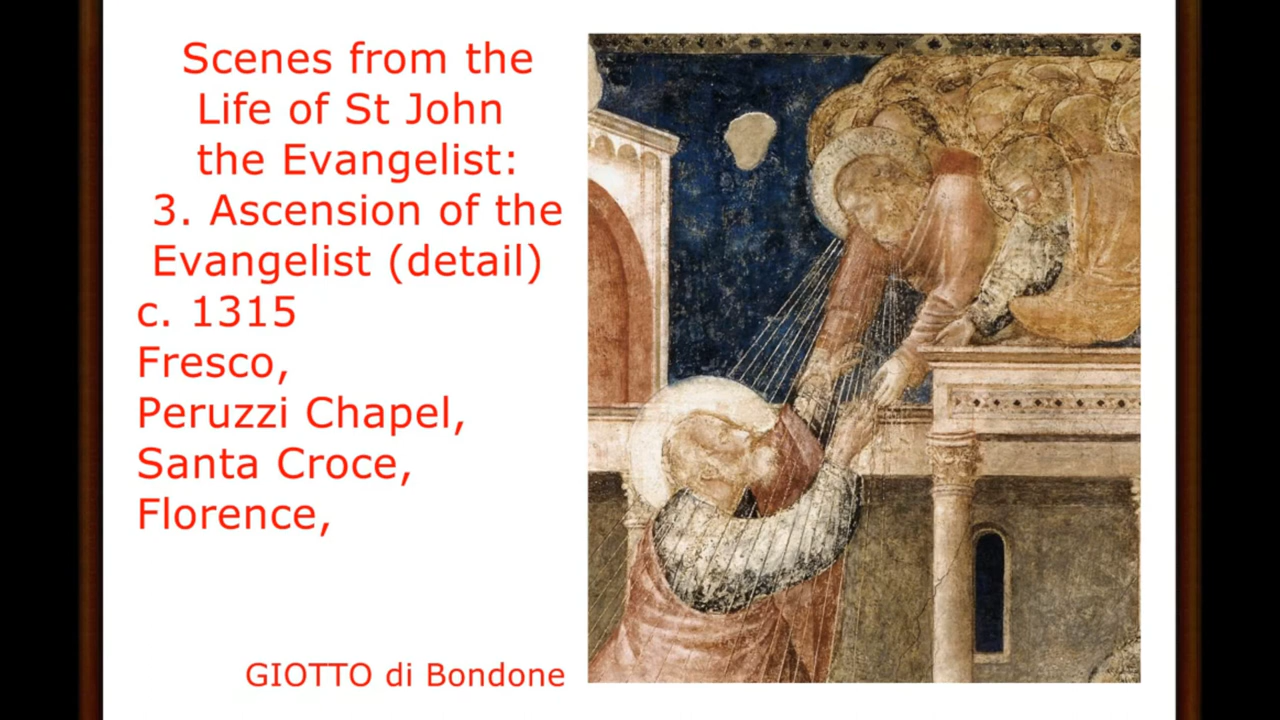 Scenes from the
Life of St John
the Evangelist:
3. Ascension of the
Evangelist (detail)
c. 1315
Fresco,
Peruzzi Chapel,
Santa Croce,
Florence,
GIOTTO di Bondone